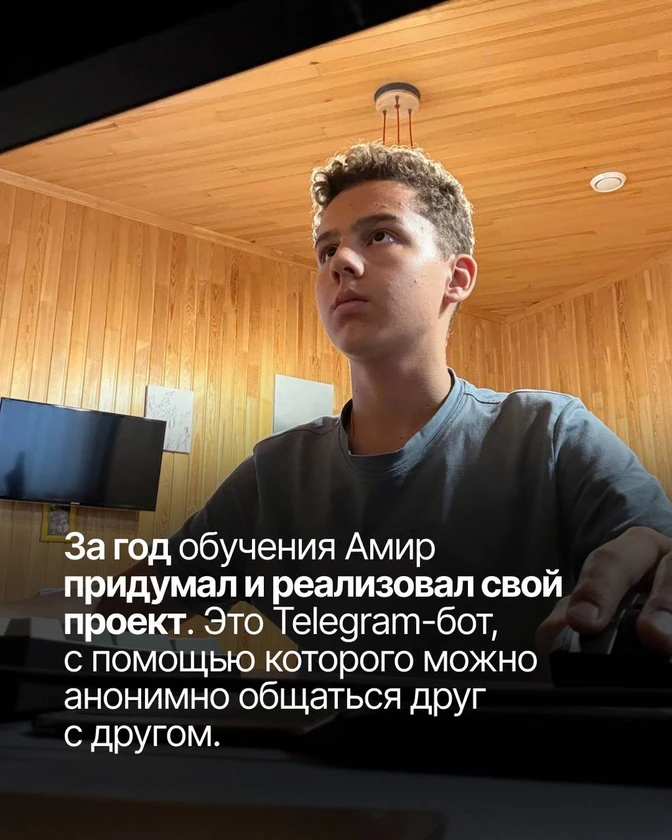 За год обучения Амир
придумал и реализовал свой
проект. Это Telegram-бот,
с помощью которого можно
анонимно общаться друг
с другом.